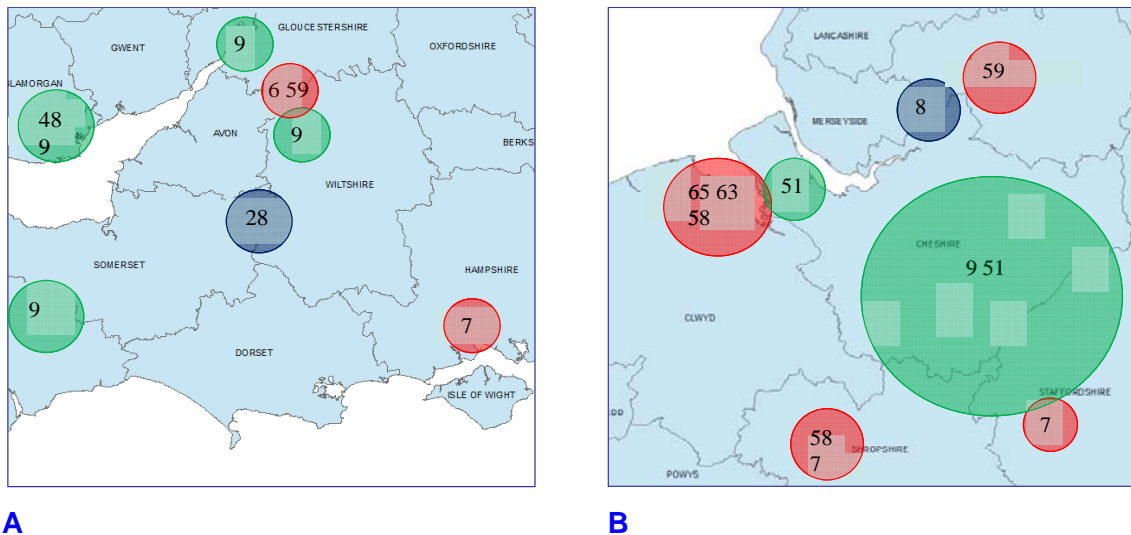 GWENT
9
GLOUCESTERSHIRE
OXFORDSHIRE
LAMORGAN
6 59
48
9
AVON
9
BERKS
WILTSHIRE
28
SOMERSET
HAMPSHIRE
9
7
DORSET
ISLE OF WIGHT
A
LANCASHIRE
59
8
MERSEYSIDE
65 63
58
51
CHESHIRE
9 51
CLWYD
STAFFORDSHIRE
DD
7
58
7
SHROPSHIRE
POWYS
B